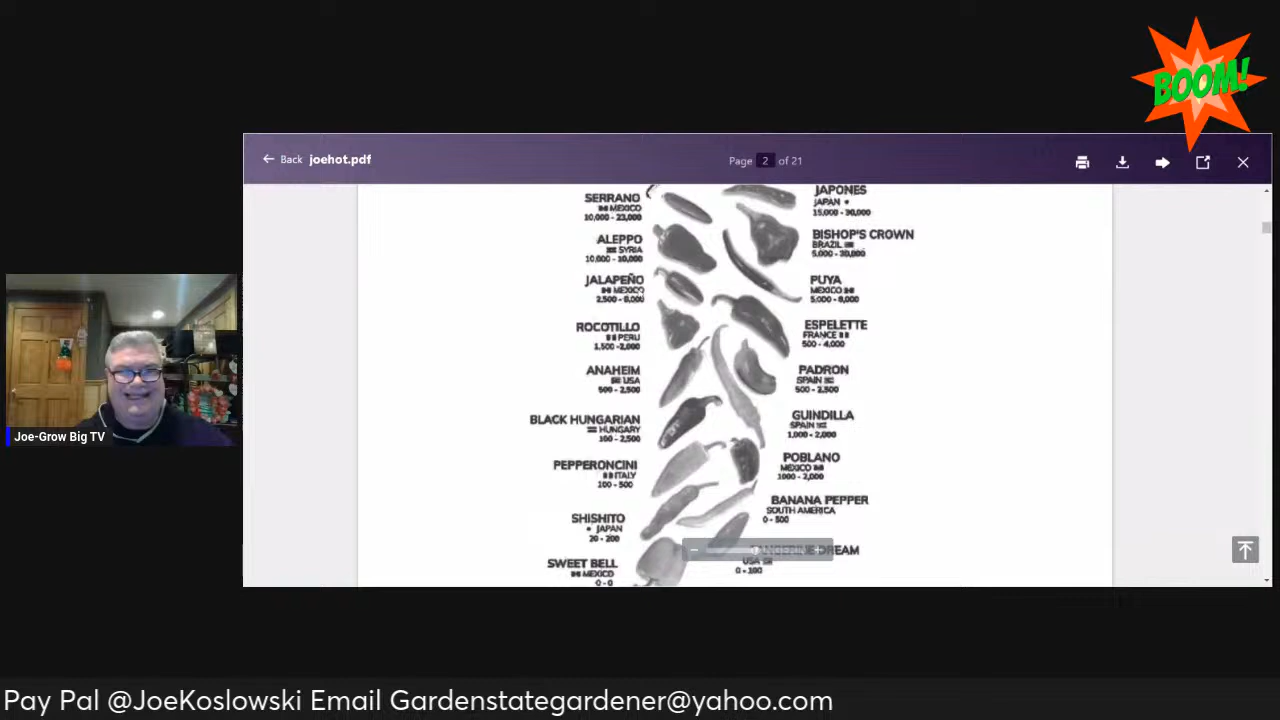 BOOM!
Back joehot.pdf
Page 2 of 21
SERRANO
MEXICO
10,000 - 23,000
JAPONES
JAPAN
15,000 - 30,000
ALEPPO
SYRIA
10,000 - 10,000
BISHOP'S CROWN
BRAZIL
5,000 - 30,000
JALAPEÑO
MEXICO
2,500 - 8,000
PUYA
MEXICO
5,000 - 8,000
ROCOTILLO
PERU
1,500 - 2,000
ESPELETTE
FRANCE
500 - 4,000
ANAHEIM
USA
500 - 2,500
PADRON
SPAIN
500 - 2,500
BLACK HUNGARIAN
HUNGARY
100 - 2,500
GUINDILLA
SPAIN
1,000 - 2,000
PEPPERONCINI
ITALY
100 - 500
POBLANO
MEXICO
1000 - 2,000
BANANA PEPPER
SOUTH AMERICA
0 - 500
SHISHITO
JAPAN
20 - 200
TANGERINE DREAM
USA
0 - 100
SWEET BELL
MEXICO
0 - 0
Joe-Grow Big TV
Pay Pal @JoeKoslowski Email Gardenstategardener@yahoo.com